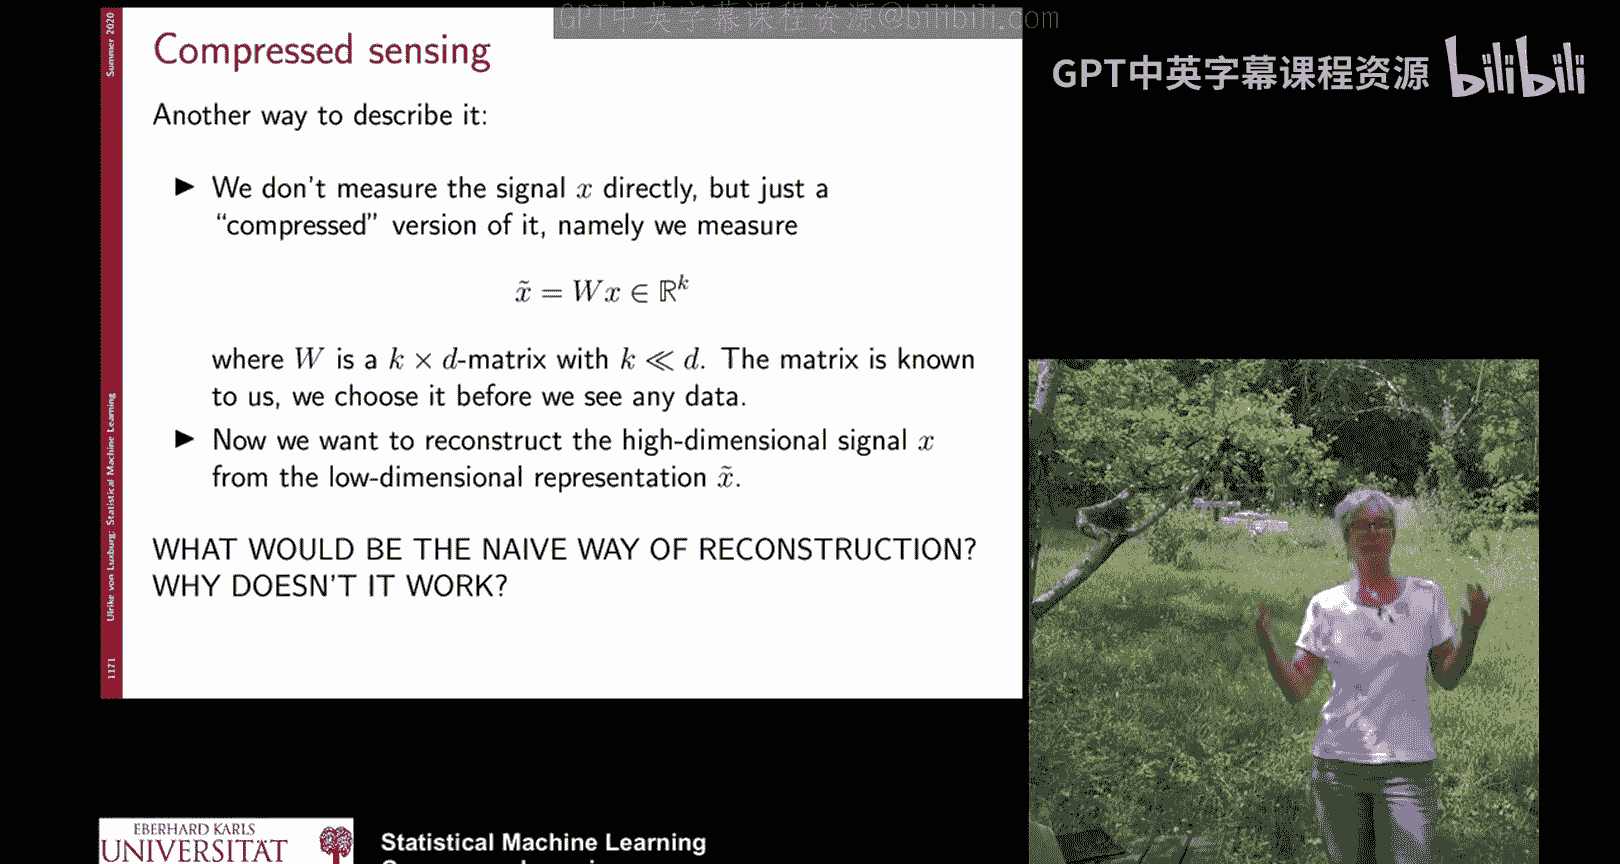 GPT中英字幕课程资源@bilibili.com
GPT中英字幕课程资源 bilibili
Summer 2020
Compressed sensing
Another way to describe it:
► We don't measure the signal x directly, but just a
“compressed” version of it, namely we measure
x̃ = Wx ∈ ℝᵏ
where W is a k × d-matrix with k ≪ d. The matrix is known
to us, we choose it before we see any data.
► Now we want to reconstruct the high-dimensional signal x
from the low-dimensional representation x̃.
WHAT WOULD BE THE NAIVE WAY OF RECONSTRUCTION?
WHY DOESN'T IT WORK?
Ulrike von Luxburg: Statistical Machine Learning
1171
EBERHARD KARLS
UNIVERSITÄT
Statistical Machine Learning